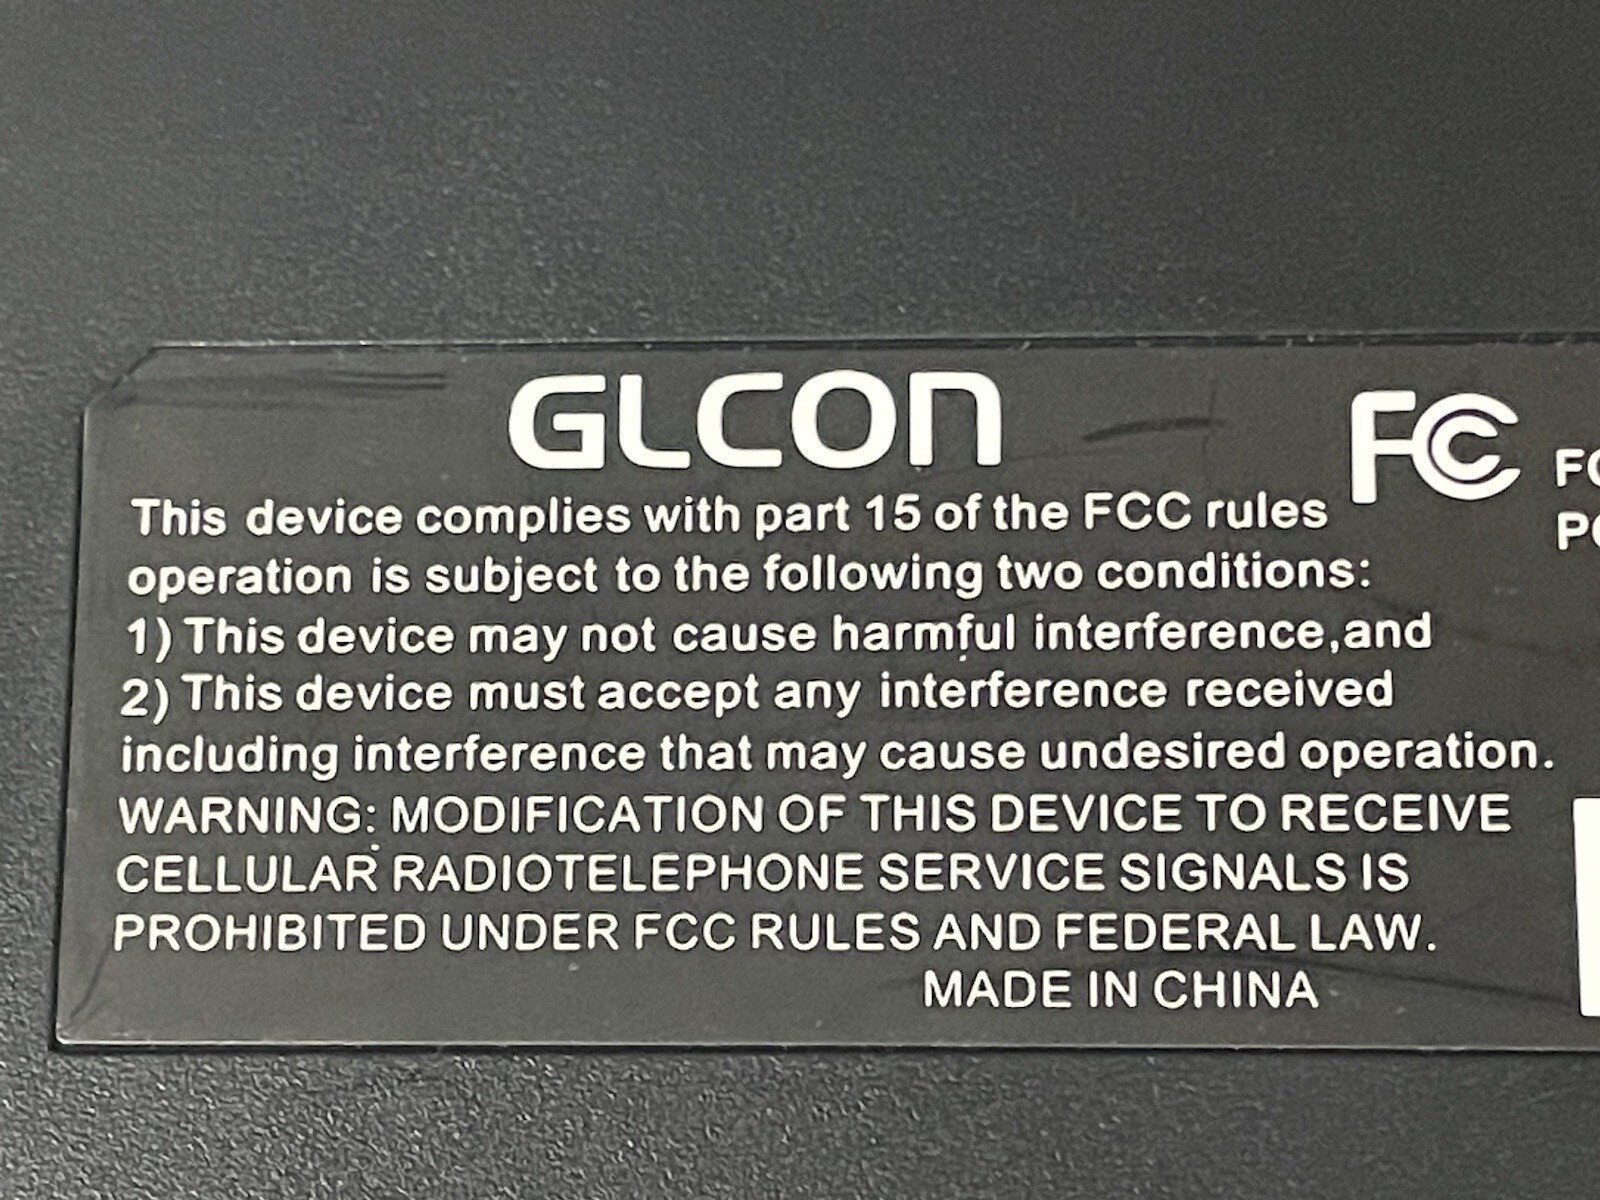 GLCON
FC
This device complies with part 15 of the FCC rules
operation is subject to the following two conditions:
1) This device may not cause harmful interference,and
2) This device must accept any interference received
including interference that may cause undesired operation.
WARNING: MODIFICATION OF THIS DEVICE TO RECEIVE
CELLULAR RADIOTELEPHONE SERVICE SIGNALS IS
PROHIBITED UNDER FCC RULES AND FEDERAL LAW.
MADE IN CHINA